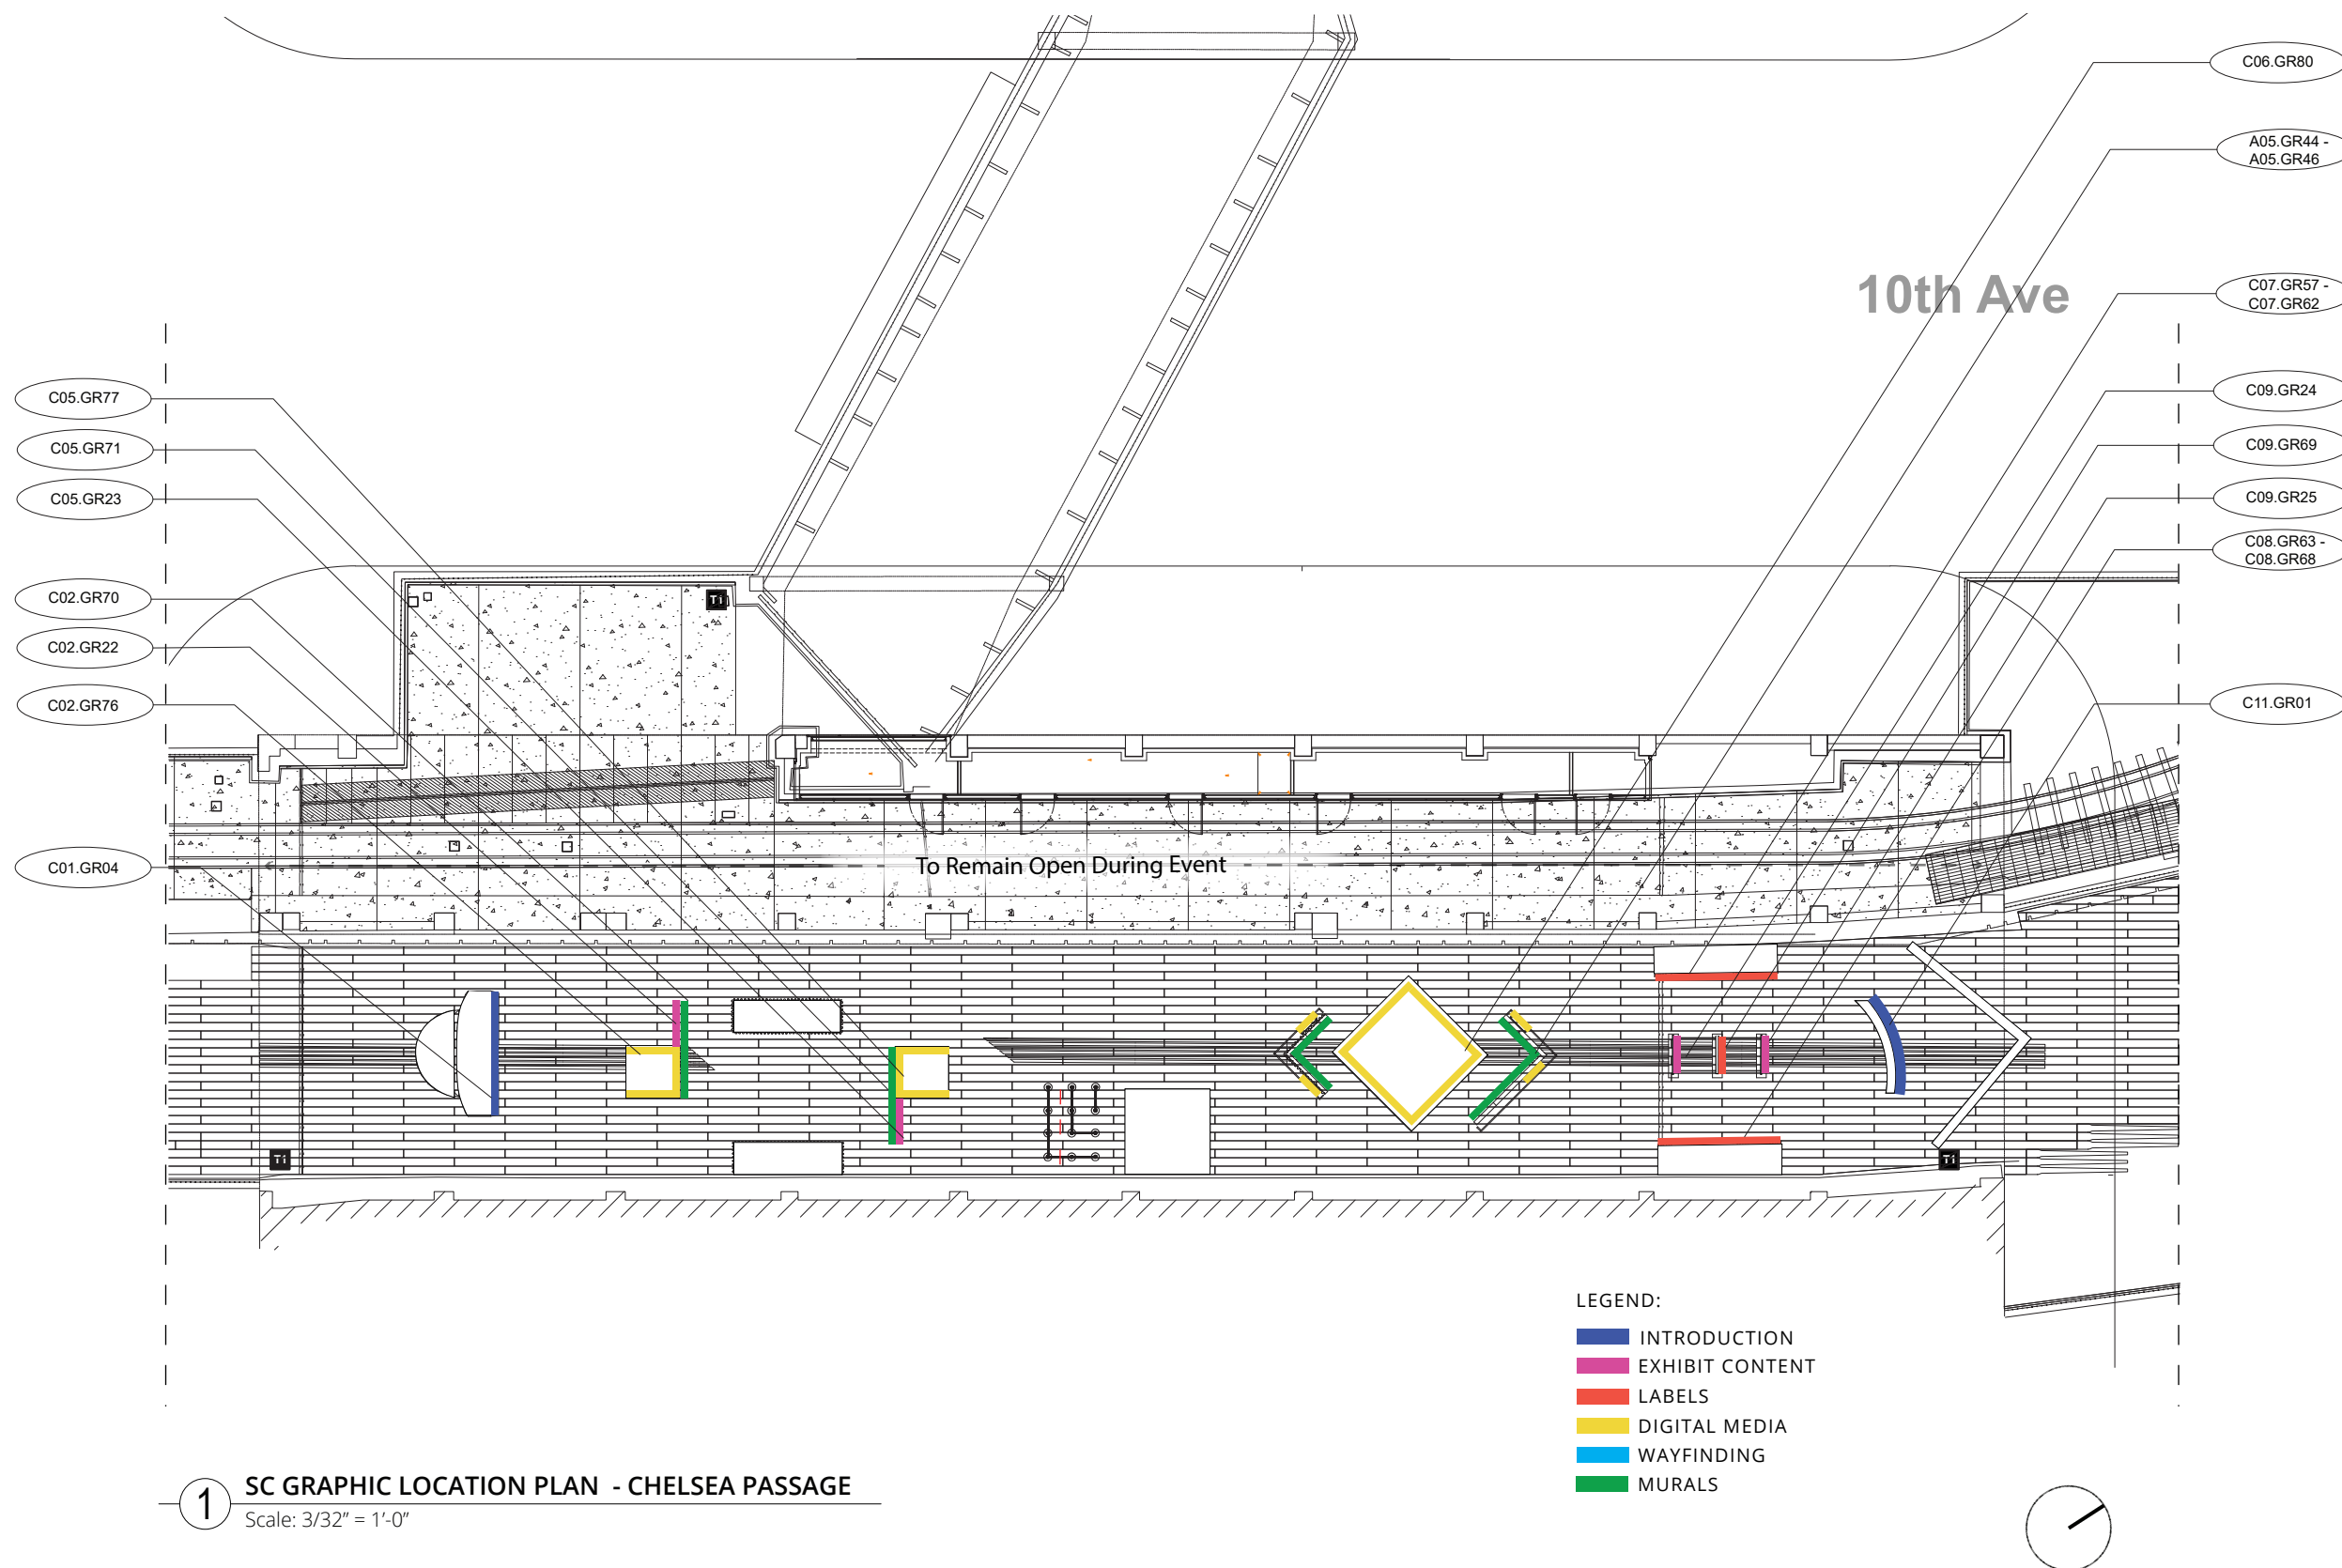 C06.GR80
A05.GR44 -
A05.GR46
10th Ave
C07.GR57 -
C07.GR62
C05.GR77
C09.GR24
C05.GR71
C09.GR69
C05.GR23
C09.GR25
C08.GR63 -
C08.GR68
C02.GR70
Ti
C02.GR22
C02.GR76
C11.GR01
C01.GR04
To Remain Open During Event
Ti
Ti
LEGEND:
INTRODUCTION
EXHIBIT CONTENT
LABELS
DIGITAL MEDIA
WAYFINDING
MURALS
1
SC GRAPHIC LOCATION PLAN - CHELSEA PASSAGE
Scale: 3/32” = 1’-0”